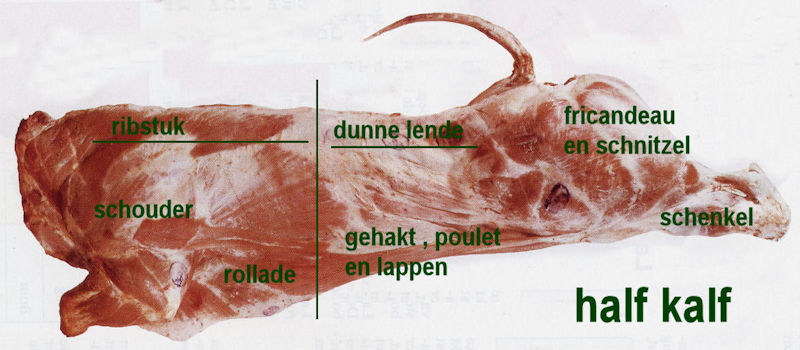 ribstuk
dunne lende
fricandeau
en schnitzel
schouder
schenkel
gehakt , poulet
en lappen
rollade
half kalf